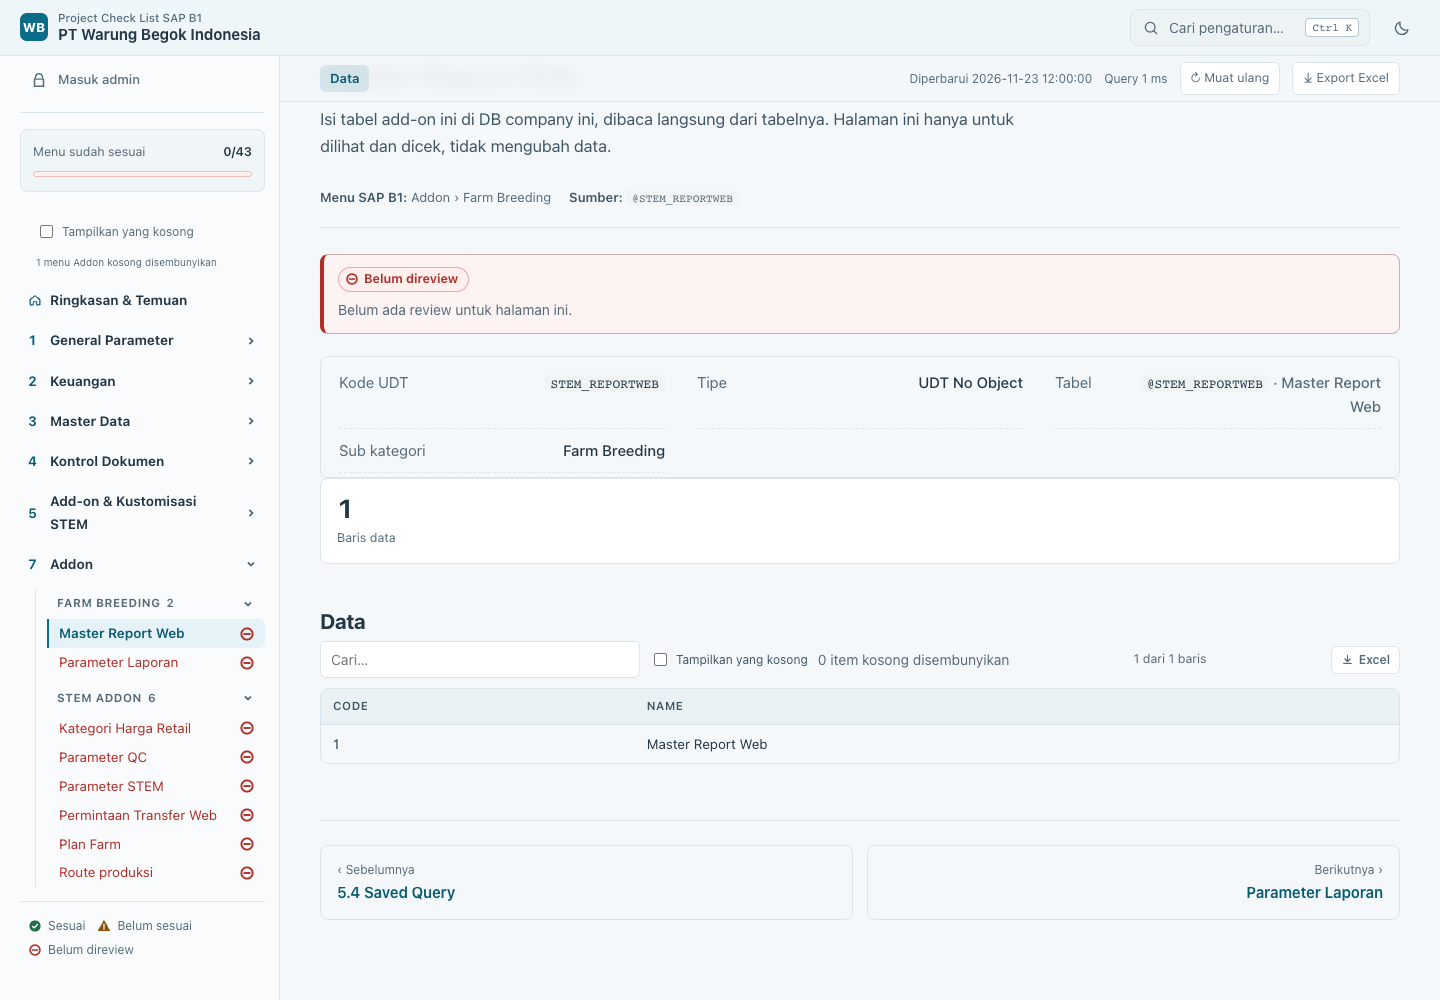 WB
Project Check List SAP B1
PT Warung Begok Indonesia
Cari pengaturan...
Ctrl K
Masuk admin
Menu sudah sesuai 0/43
Tampilkan yang kosong
1 menu Addon kosong disembunyikan
Ringkasan & Temuan
1 General Parameter
2 Keuangan
3 Master Data
4 Kontrol Dokumen
5 Add-on & Kustomisasi
STEM
7 Addon
FARM BREEDING 2
Master Report Web
Parameter Laporan
STEM ADDON 6
Kategori Harga Retail
Parameter QC
Parameter STEM
Permintaan Transfer Web
Plan Farm
Route produksi
Sesuai Belum sesuai
Belum direview
Data
Diperbarui 2026-11-23 12:00:00 Query 1 ms ↻ Muat ulang Export Excel
Isi tabel add-on ini di DB company ini, dibaca langsung dari tabelnya. Halaman ini hanya untuk
dilihat dan dicek, tidak mengubah data.
Menu SAP B1: Addon › Farm Breeding Sumber: @STEM_REPORTWEB
Belum direview
Belum ada review untuk halaman ini.
Kode UDT STEM_REPORTWEB Tipe UDT No Object Tabel @STEM_REPORTWEB · Master Report
Web
Sub kategori Farm Breeding
1
Baris data
Data
Cari...
Tampilkan yang kosong 0 item kosong disembunyikan 1 dari 1 baris Excel
CODE NAME
1 Master Report Web
‹ Sebelumnya
5.4 Saved Query
Berikutnya ›
Parameter Laporan